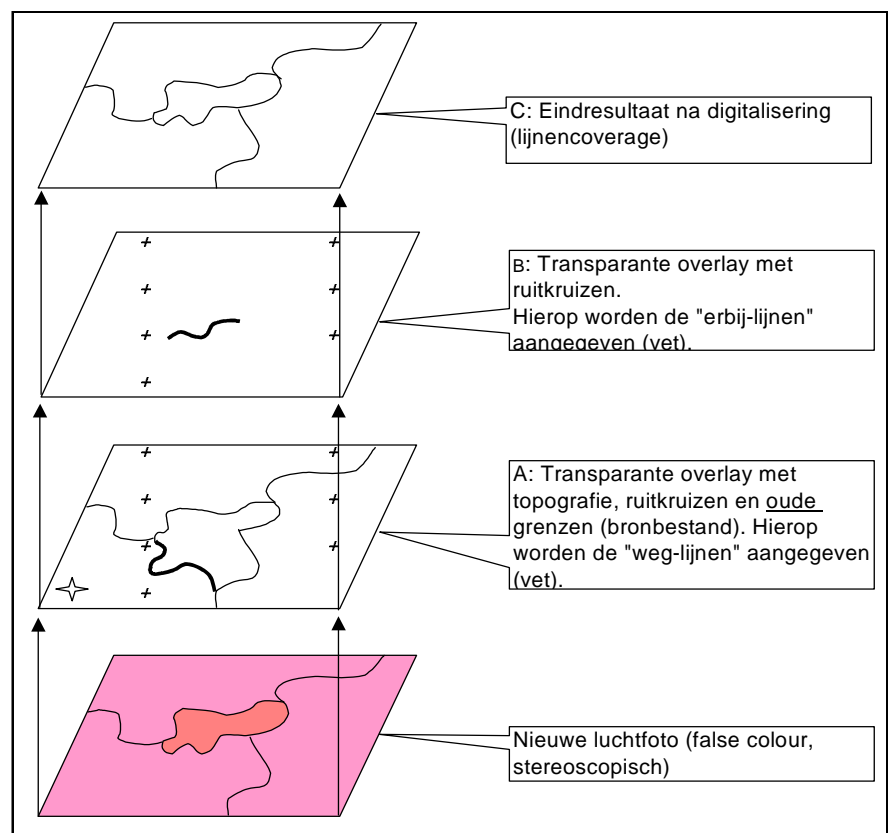 C: Eindresultaat na digitalisering
(lijnencoverage)
B: Transparante overlay met
ruitkruizen.
Hierop worden de "erbij-lijnen"
aangegeven (vet).
A: Transparante overlay met
topografie, ruitkruizen en oude
grenzen (bronbestand). Hierop
worden de "weg-lijnen" aangegeven
(vet).
Nieuwe luchtfoto (false colour,
stereoscopisch)